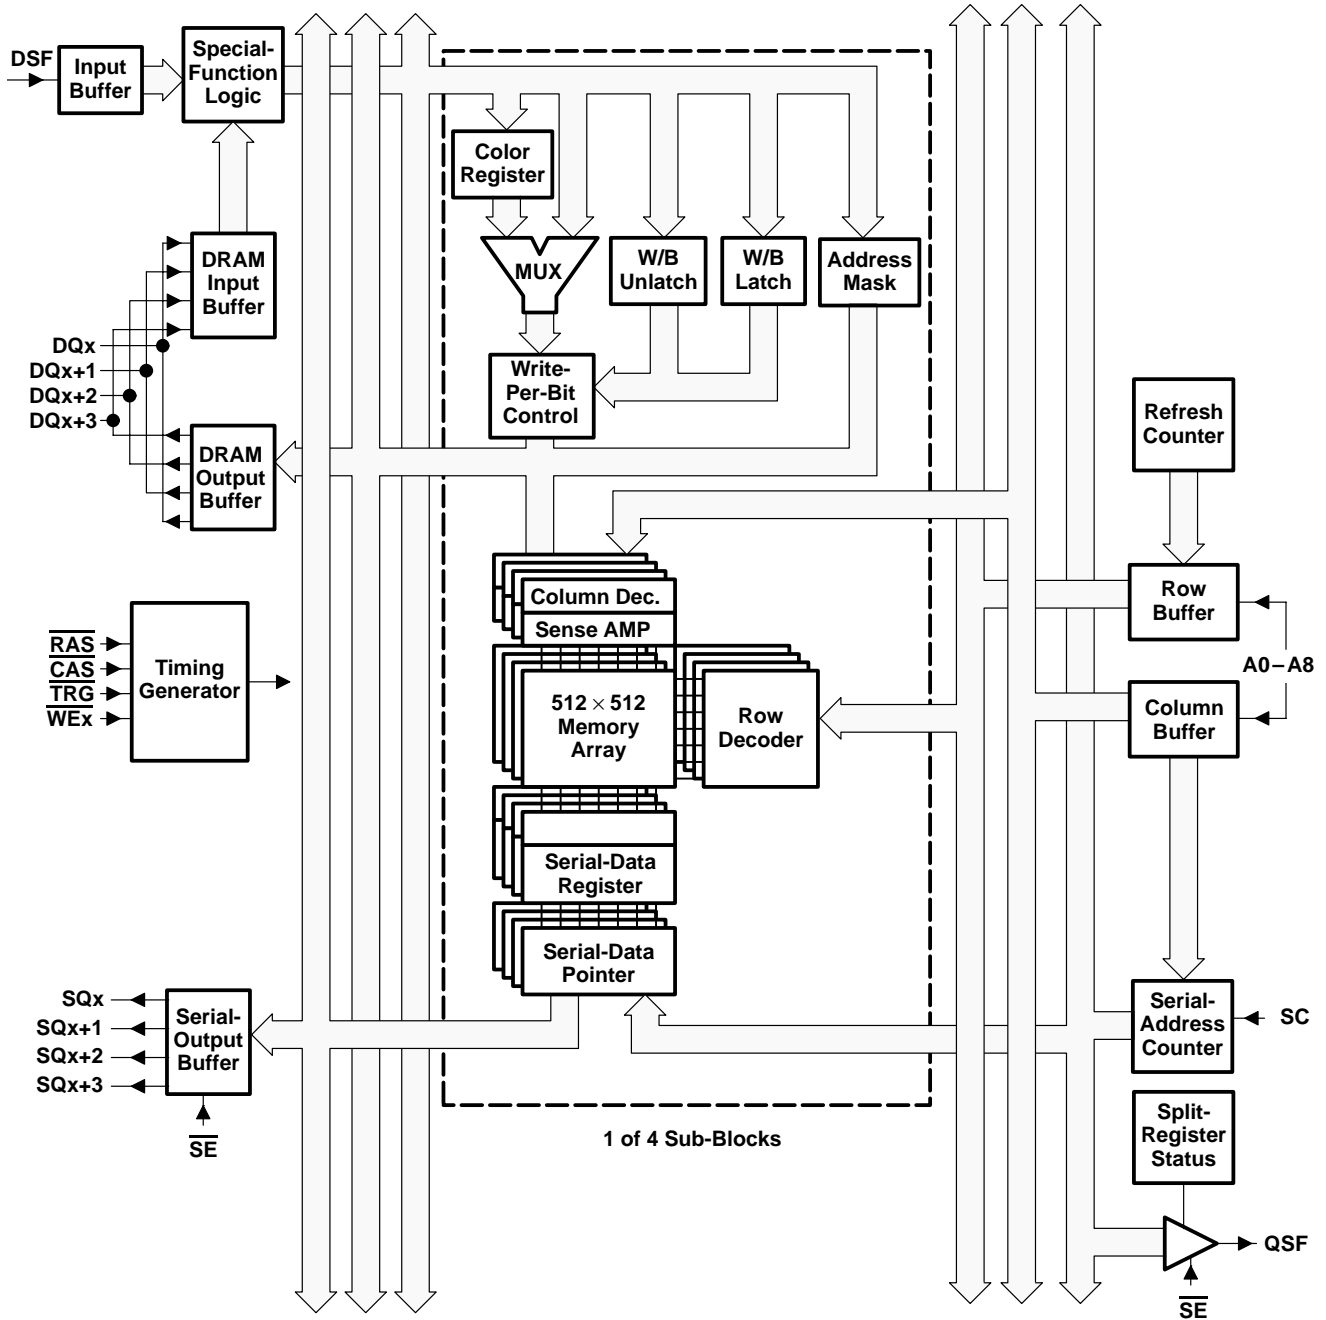 DSF
Input
Buffer
Special-
Function
Logic
Color
Register
MUX
W/B
Unlatch
W/B
Latch
Address
Mask
DRAM
Input
Buffer
DQx
DQx+1
DQx+2
DQx+3
Write-
Per-Bit
Control
DRAM
Output
Buffer
Refresh
Counter
Row
Buffer
A0–A8
Column
Buffer
Column Dec.
Sense AMP
RAS
CAS
TRG
WEx
Timing
Generator
512 × 512
Memory
Array
Row
Decoder
Serial-Data
Register
Serial-Data
Pointer
SQx
SQx+1
SQx+2
SQx+3
Serial-
Output
Buffer
SE
Serial-
Address
Counter
SC
1 of 4 Sub-Blocks
Split-
Register
Status
QSF
SE